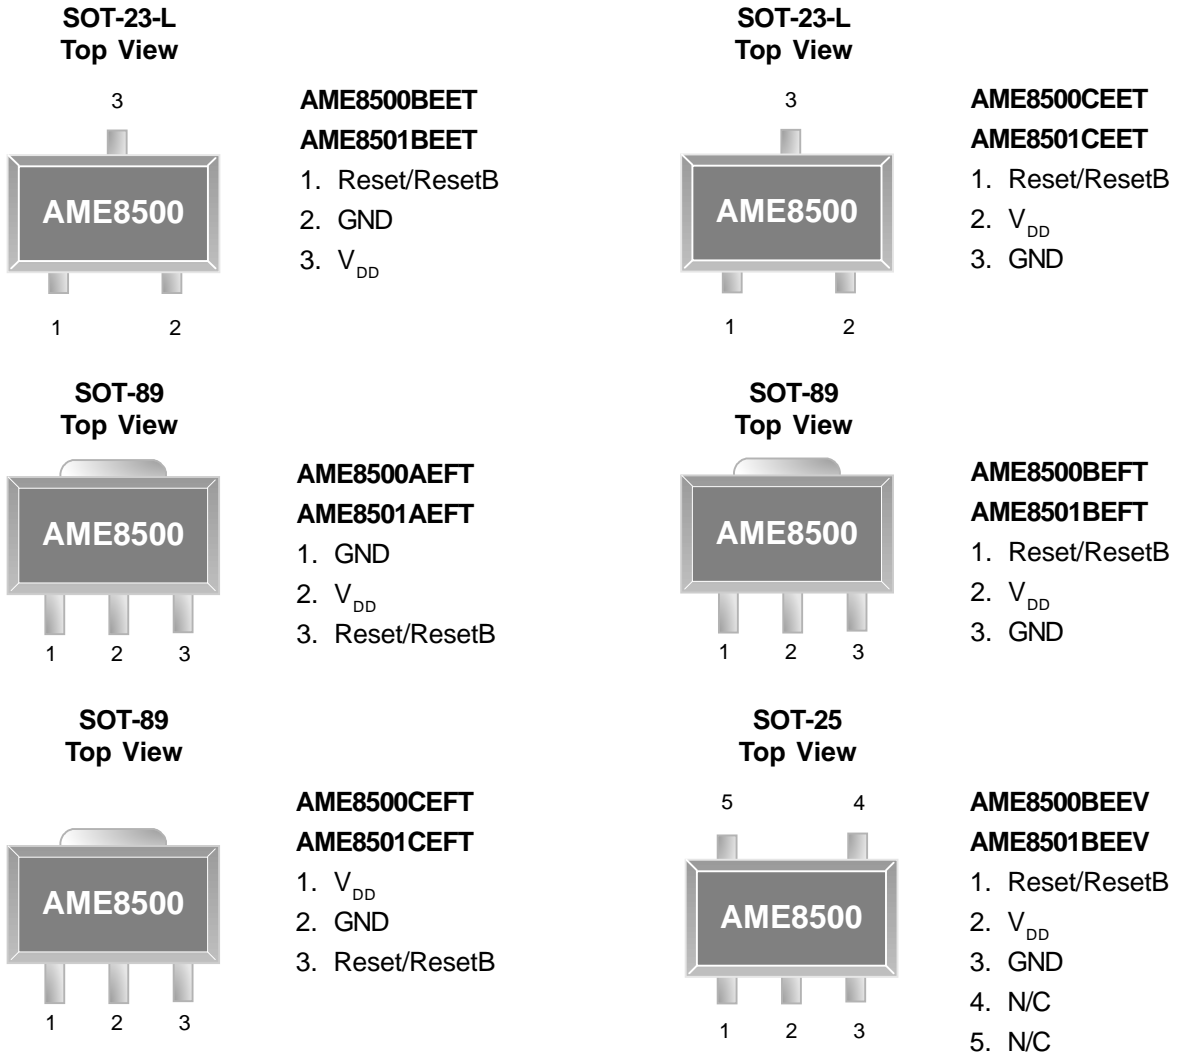 SOT-23-L
Top View
3
AME8500
1 2
AME8500BEET
AME8501BEET
1. Reset/ResetB
2. GND
3. VDD
SOT-23-L
Top View
3
AME8500
1 2
AME8500CEET
AME8501CEET
1. Reset/ResetB
2. VDD
3. GND
SOT-89
Top View
AME8500
1 2 3
AME8500AEFT
AME8501AEFT
1. GND
2. VDD
3. Reset/ResetB
SOT-89
Top View
AME8500
1 2 3
AME8500BEFT
AME8501BEFT
1. Reset/ResetB
2. VDD
3. GND
SOT-89
Top View
AME8500
1 2 3
AME8500CEFT
AME8501CEFT
1. VDD
2. GND
3. Reset/ResetB
SOT-25
Top View
5 4
AME8500
1 2 3
AME8500BEEV
AME8501BEEV
1. Reset/ResetB
2. VDD
3. GND
4. N/C
5. N/C